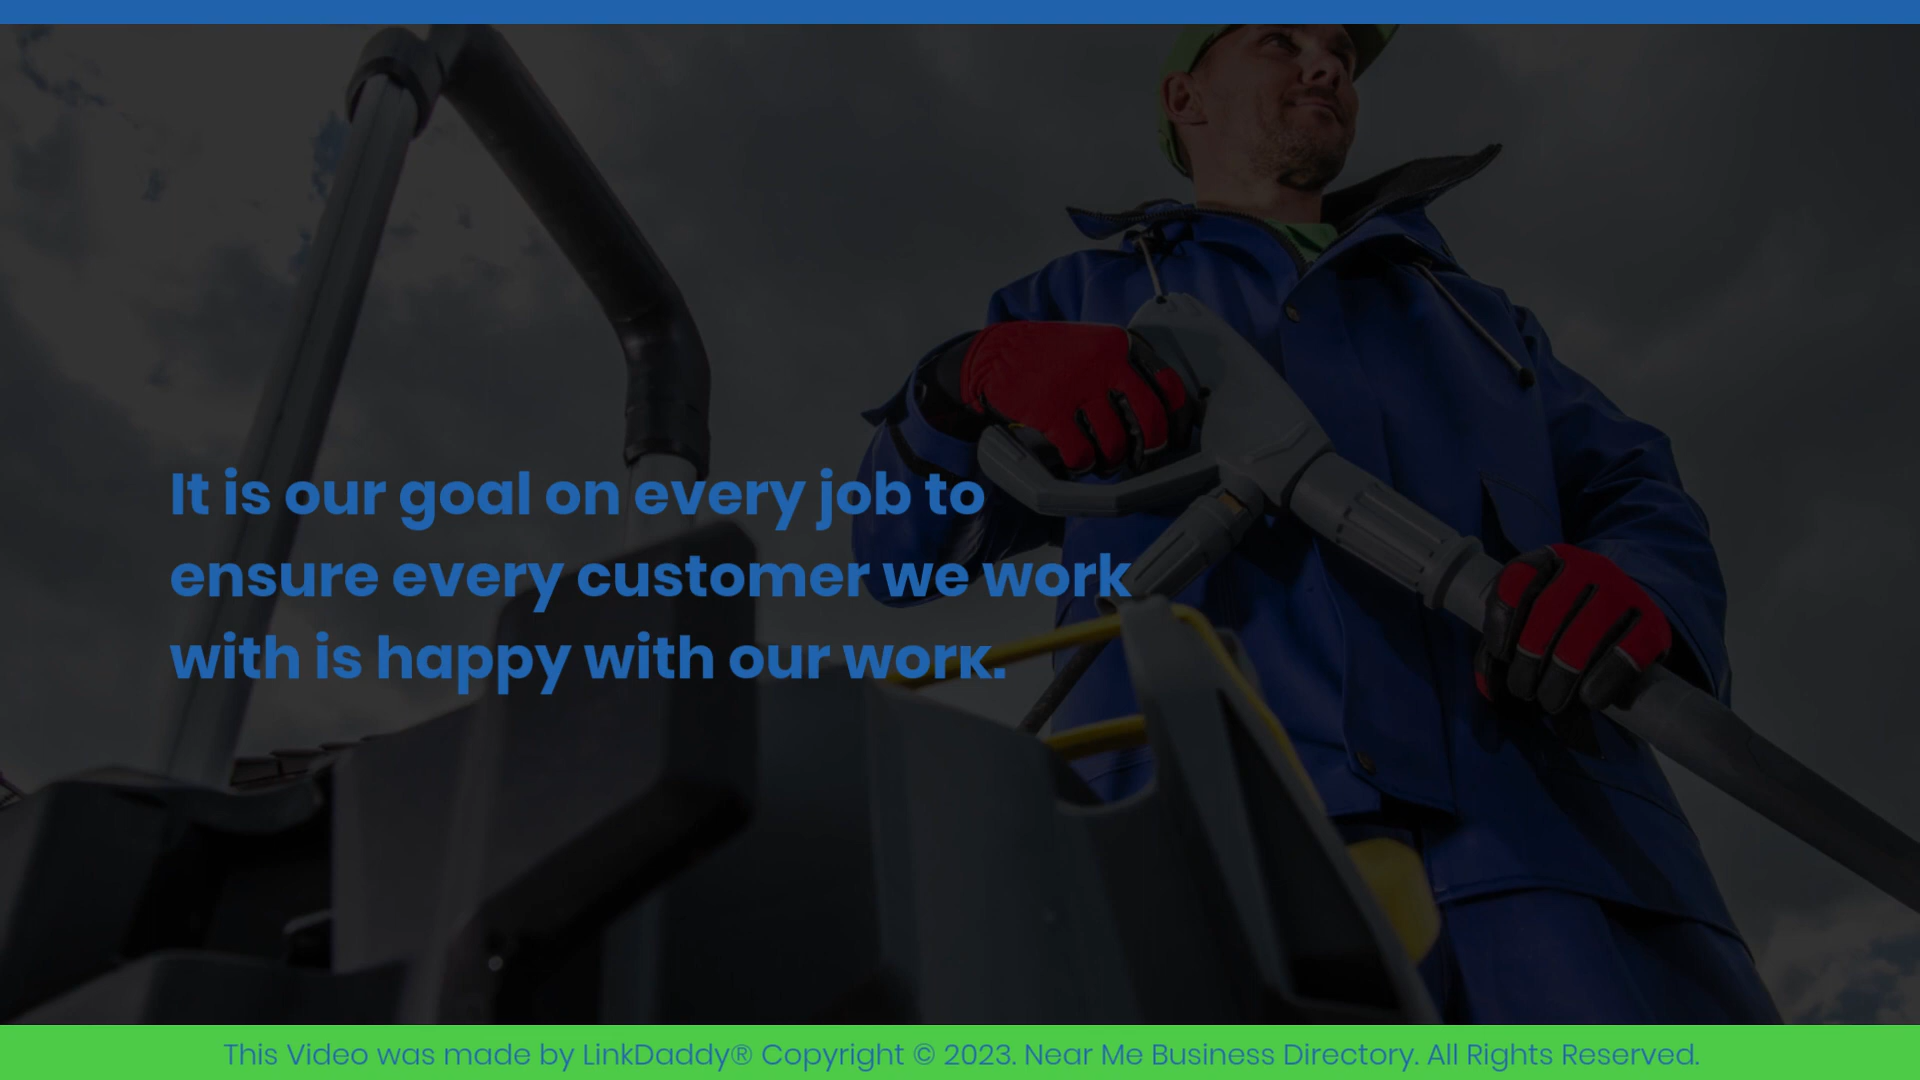 It is our goal on every job to
ensure every customer we work
with is happy with our work.
This Video was made by LinkDaddy® Copyright © 2023. Near Me Business Directory. All Rights Reserved.